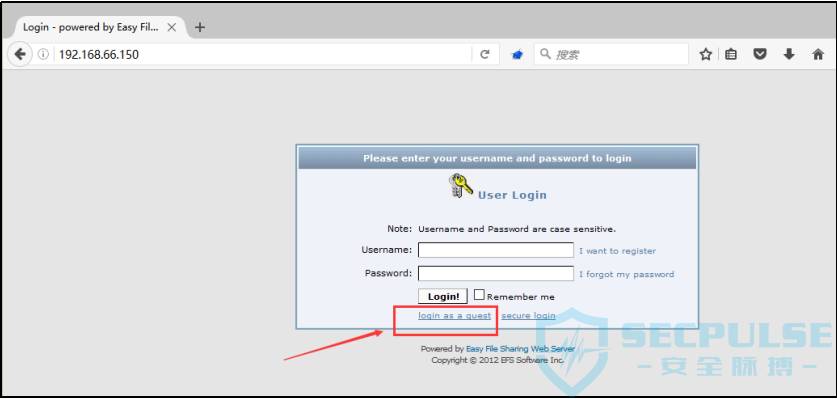 Login - powered by Easy Fil...
192.168.66.150
搜索
Please enter your username and password to login
User Login
Note: Username and Password are case sensitive.
Username: I want to register
Password: I forgot my password
Login! Remember me
login as a guest secure login
Powered by Easy File Sharing Web Server
Copyright © 2012 EFS Software Inc.
SECPULSE
-安全脉搏-